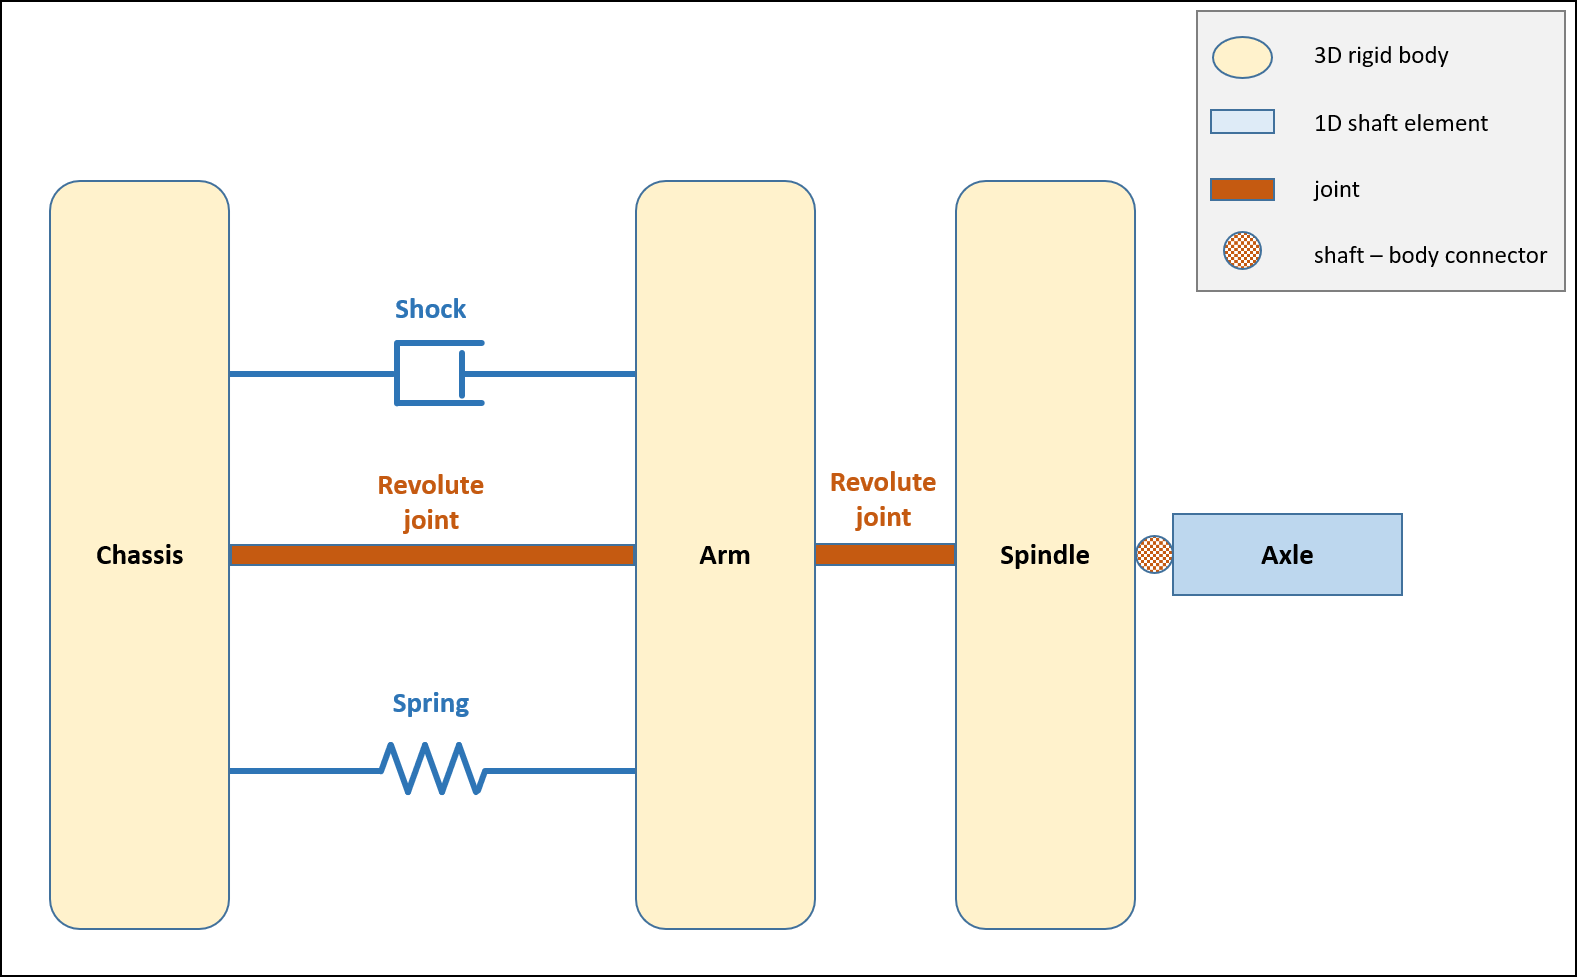 3D rigid body
1D shaft element
joint
shaft – body connector
Shock
Revolute
joint
Revolute
joint
Chassis
Arm
Spindle
Axle
Spring